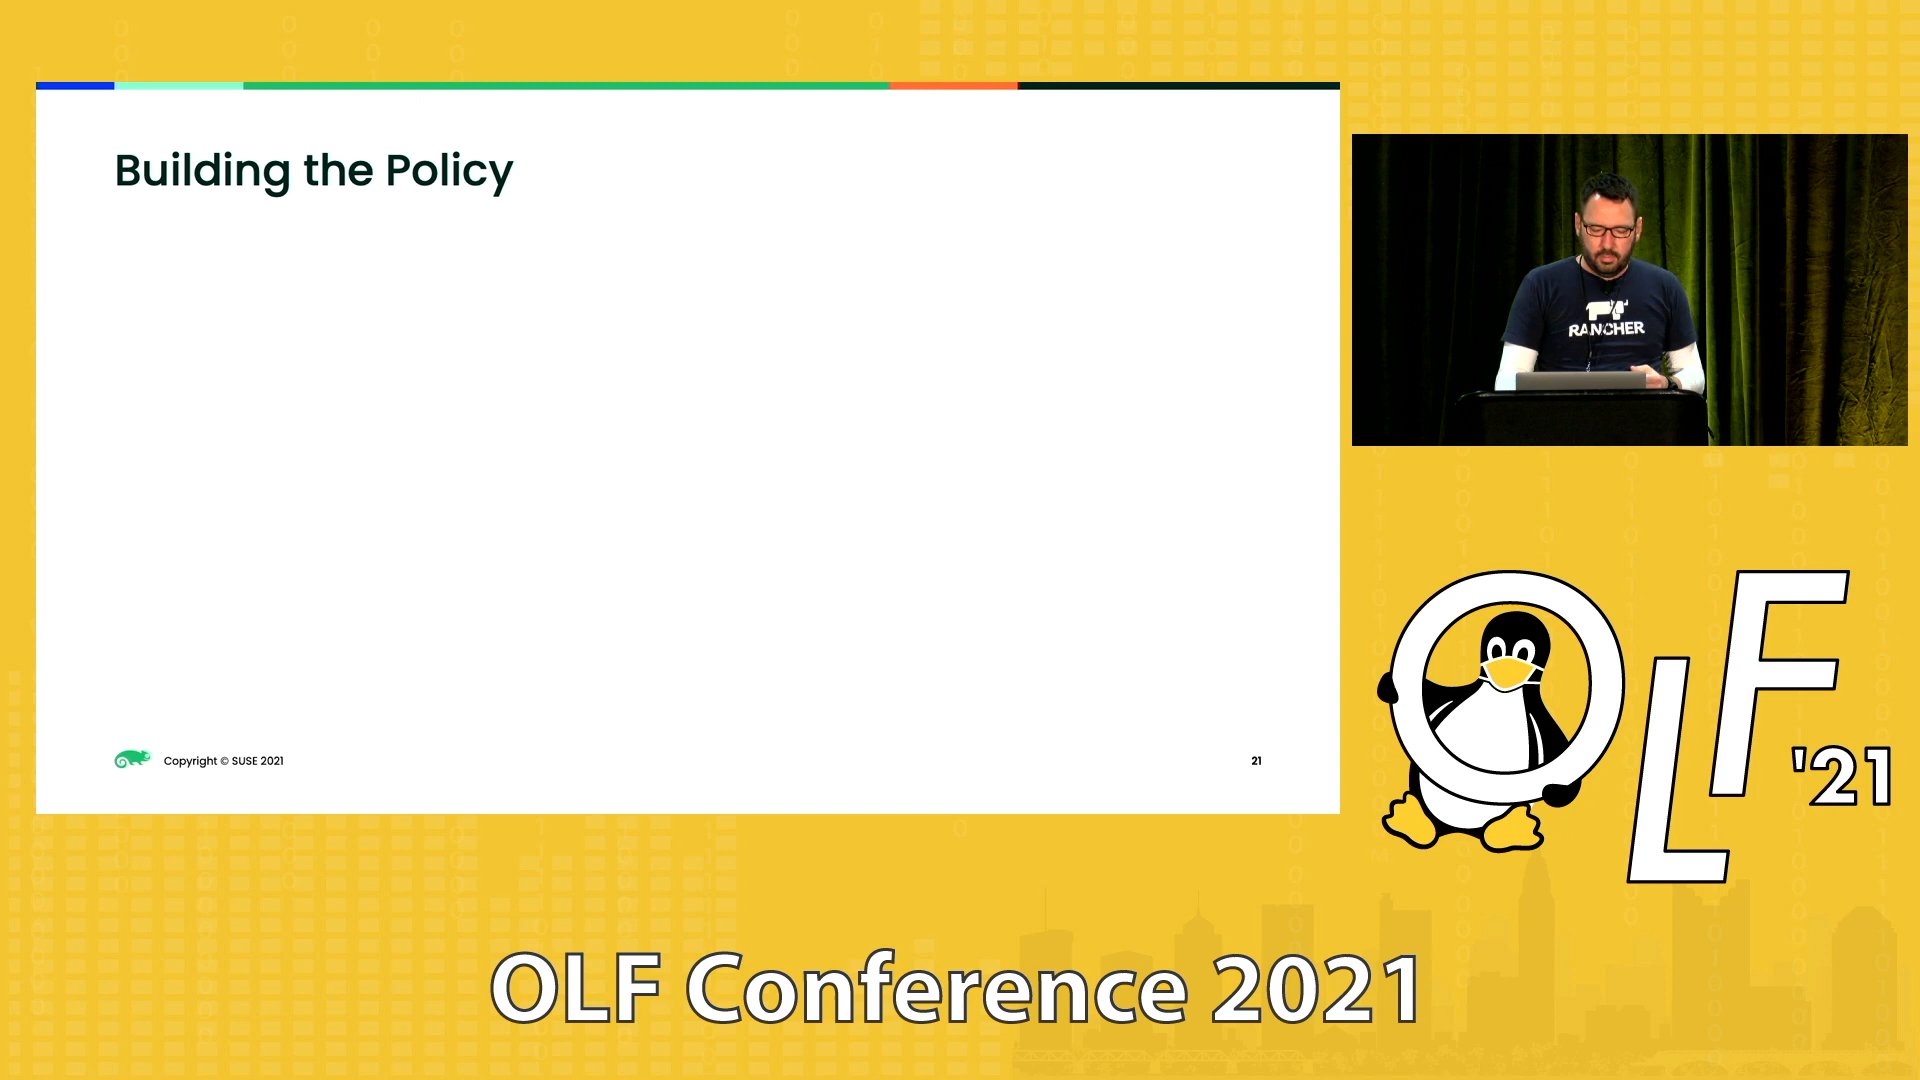 Building the Policy
RANCHER
Copyright © SUSE 2021
21
OLF
'21
OLF Conference 2021